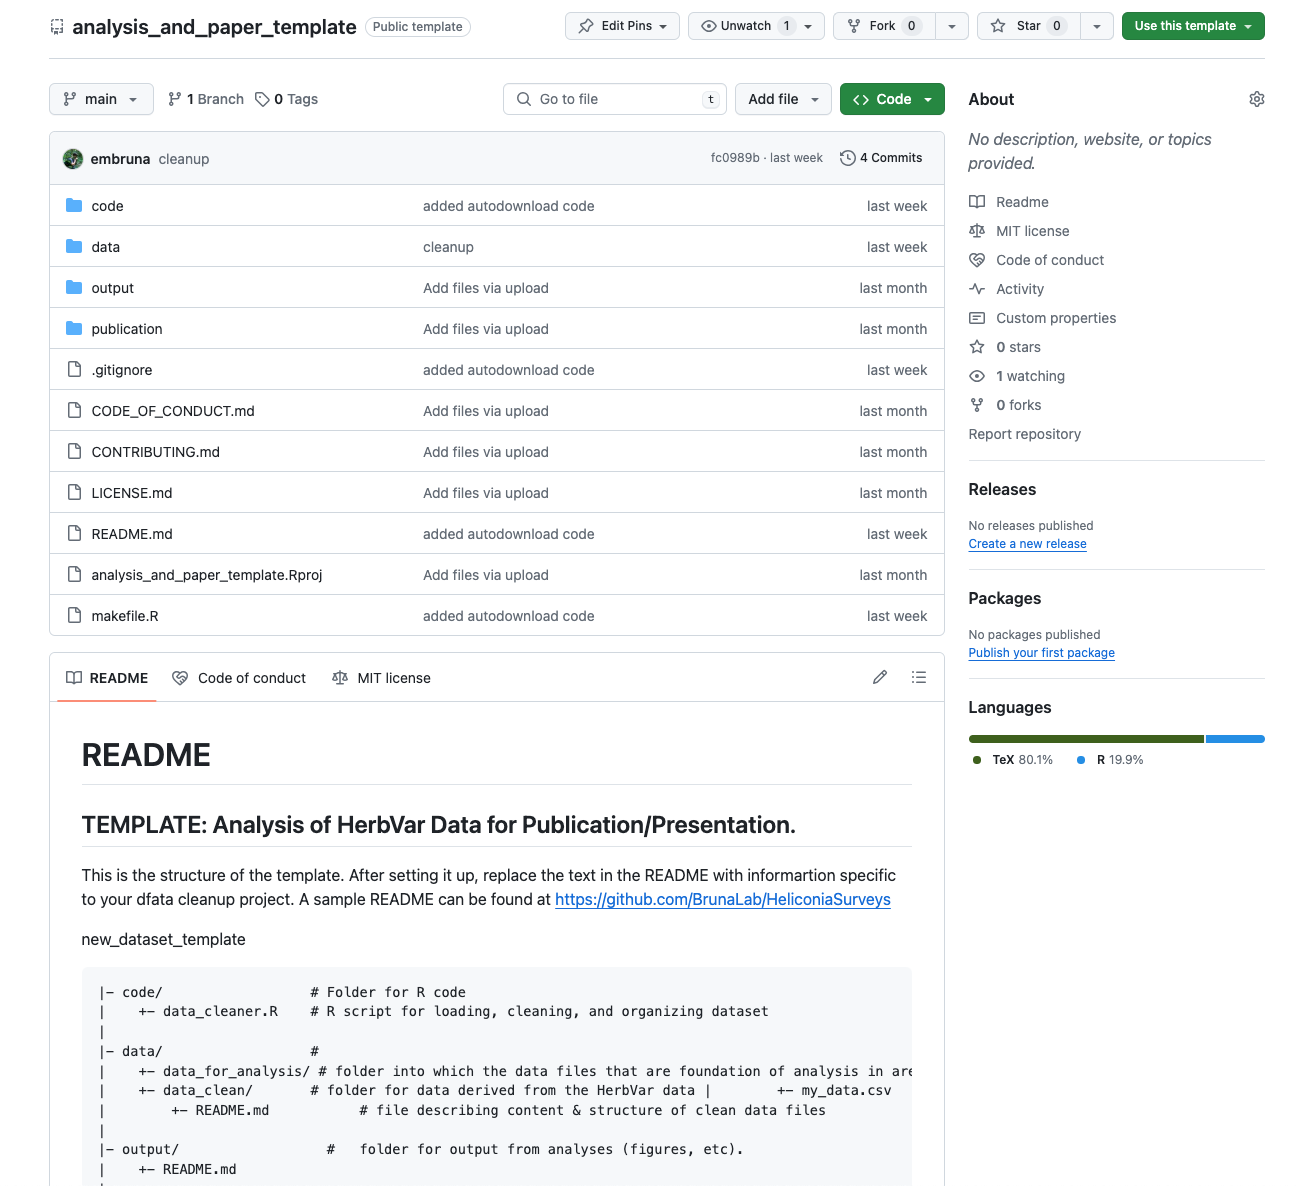 analysis_and_paper_template Public template Edit Pins Unwatch 1 Fork 0 Star 0 Use this template
main 1 Branch 0 Tags Go to file t Add file Code
embruna cleanup fc0989b · last week 4 Commits
code added autodownload code last week
data cleanup last week
output Add files via upload last month
publication Add files via upload last month
.gitignore added autodownload code last week
CODE_OF_CONDUCT.md Add files via upload last month
CONTRIBUTING.md Add files via upload last month
LICENSE.md Add files via upload last month
README.md added autodownload code last week
analysis_and_paper_template.Rproj Add files via upload last month
makefile.R added autodownload code last week
README Code of conduct MIT license
README
TEMPLATE: Analysis of HerbVar Data for Publication/Presentation.
This is the structure of the template. After setting it up, replace the text in the README with informartion specific
to your dfata cleanup project. A sample README can be found at https://github.com/BrunaLab/HeliconiaSurveys
new_dataset_template
|- code/ # Folder for R code
| +- data_cleaner.R # R script for loading, cleaning, and organizing dataset
|
|- data/ #
| +- data_for_analysis/ # folder into which the data files that are foundation of analysis in are
| +- data_clean/ # folder for data derived from the HerbVar data | +- my_data.csv
| +- README.md # file describing content & structure of clean data files
|
|- output/ # folder for output from analyses (figures, etc).
| +- README.md
About
No description, website, or topics
provided.
Readme
MIT license
Code of conduct
Activity
Custom properties
0 stars
1 watching
0 forks
Report repository
Releases
No releases published
Create a new release
Packages
No packages published
Publish your first package
Languages
TeX 80.1% R 19.9%